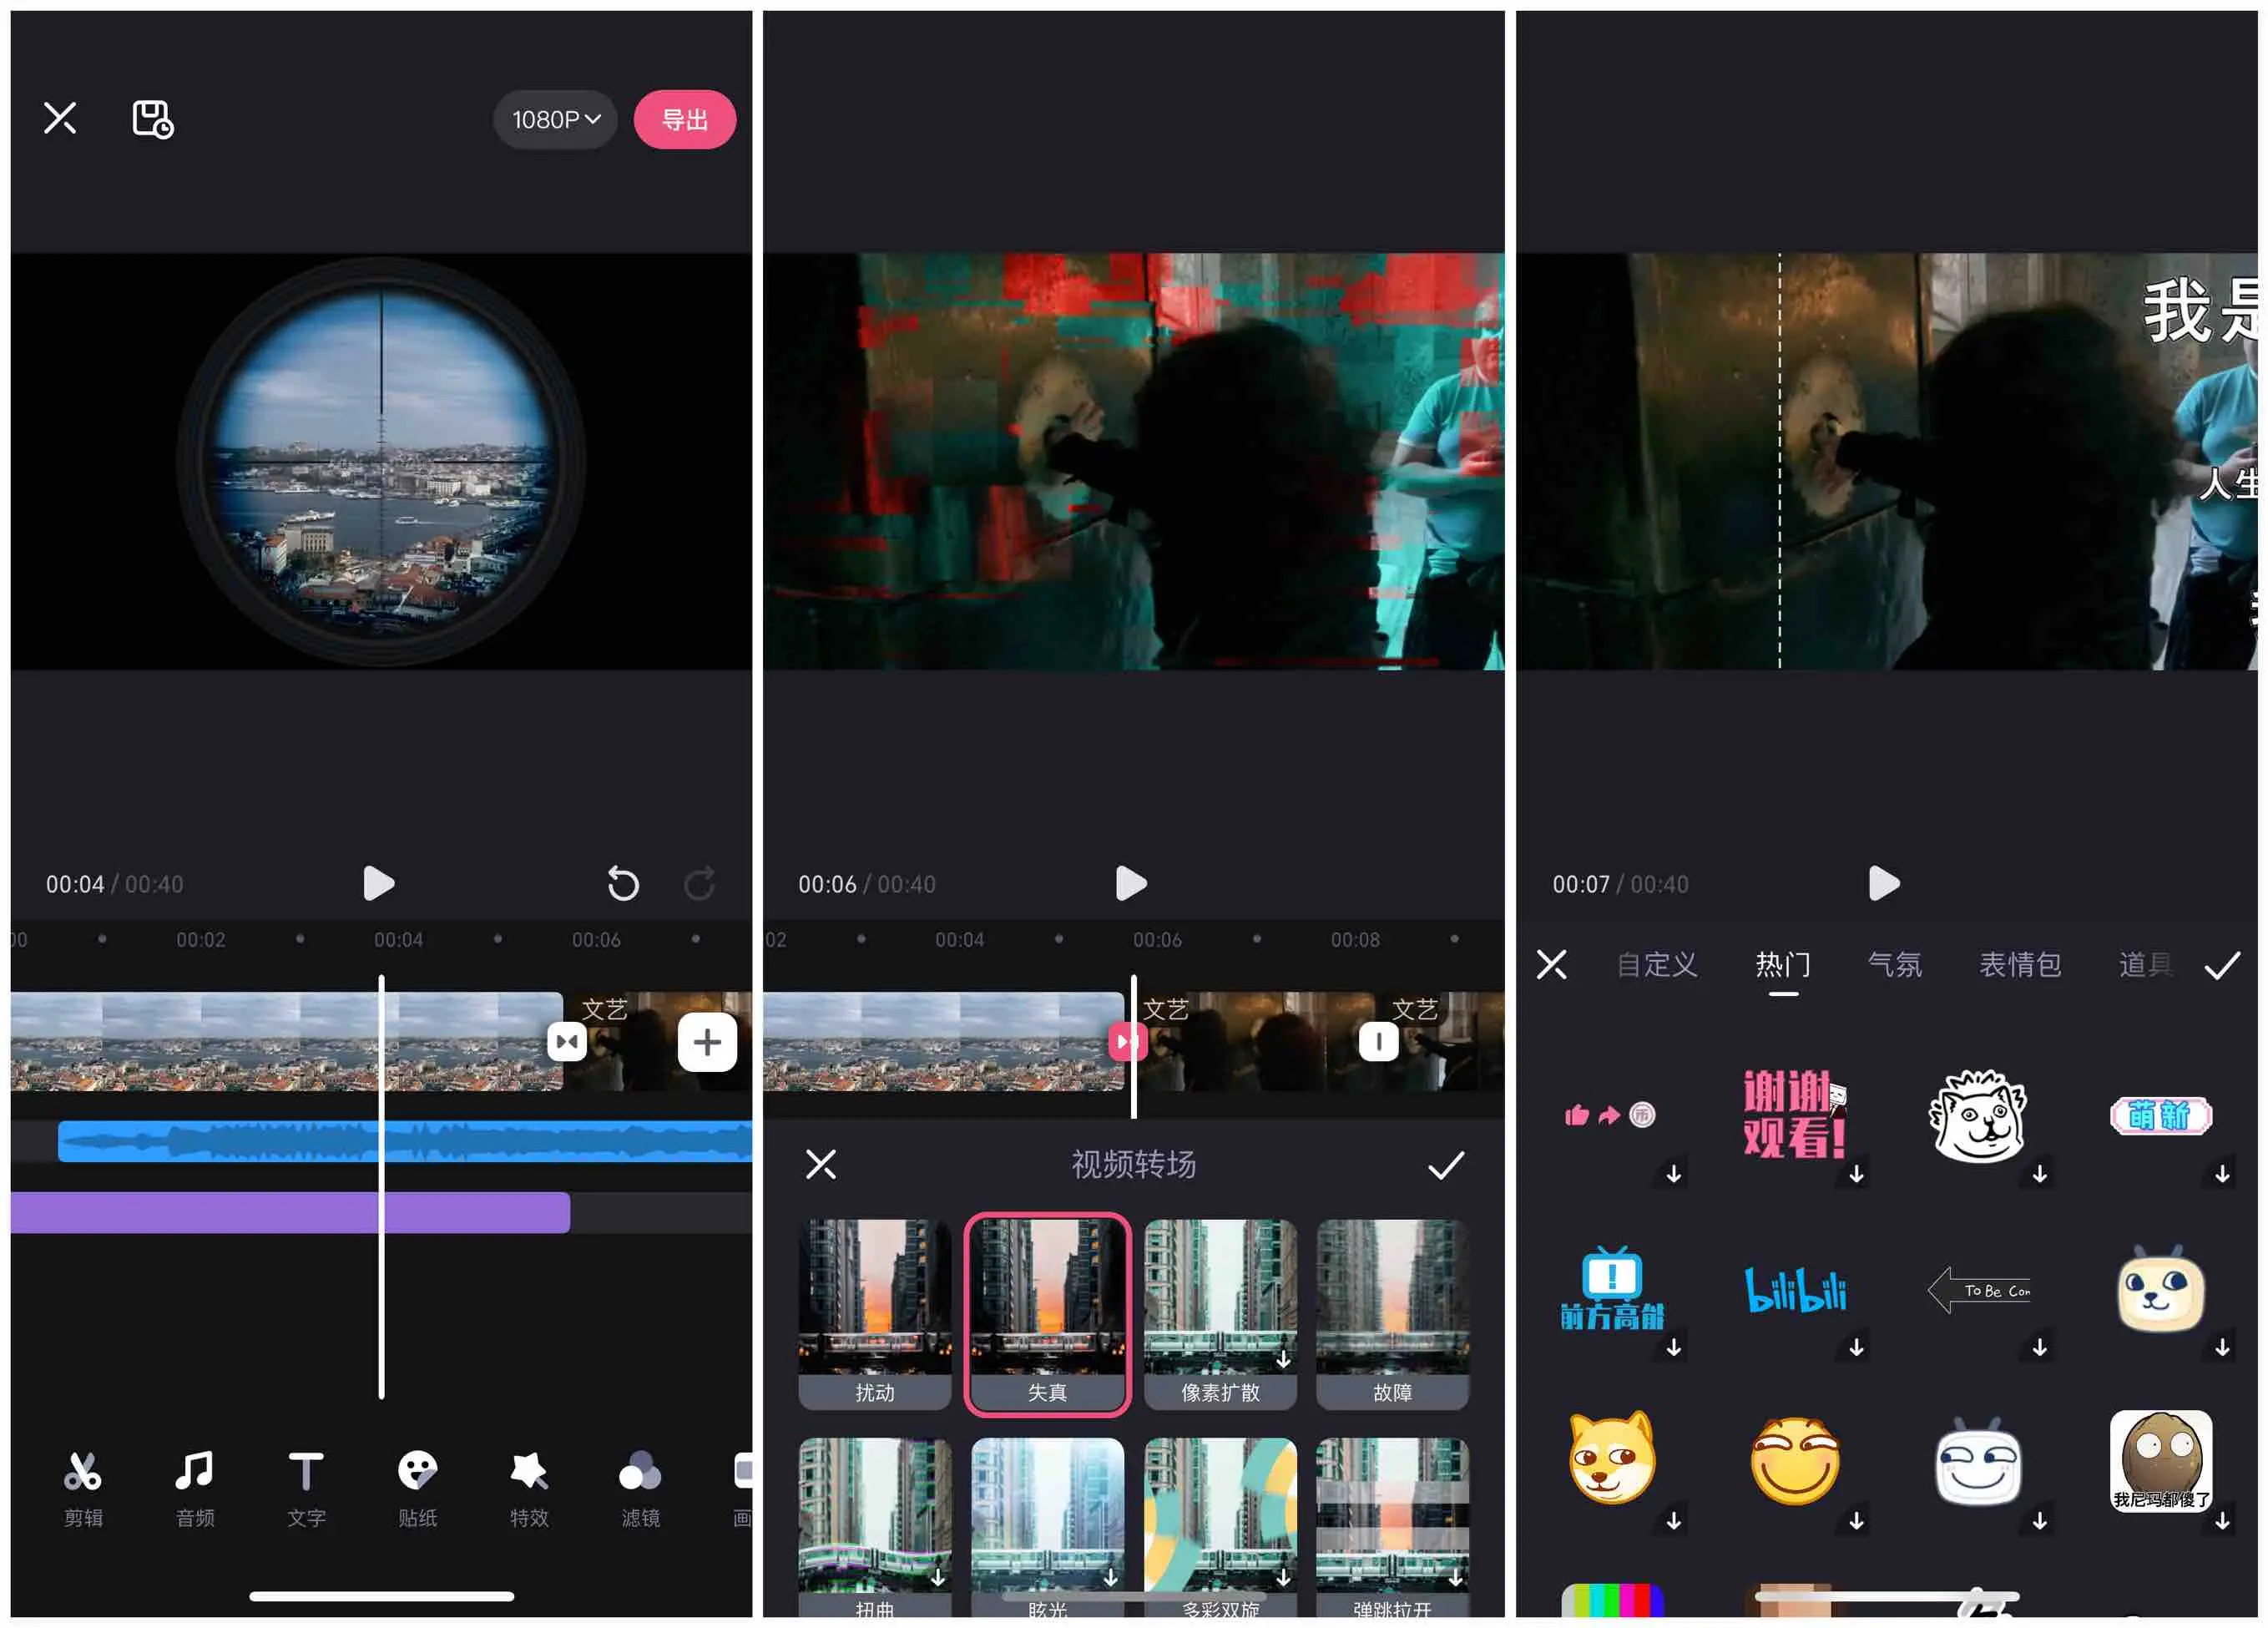 1080P
导出
00:04 / 00:40
00
00:02
00:04
00:06
文艺
剪辑
音频
文字
贴纸
特效
滤镜
画
00:06 / 00:40
02
00:04
00:06
00:08
文艺
文艺
视频转场
扰动
失真
像素扩散
故障
扭曲
眩光
多彩双旋
弹跳拉开
我是
人生
00:07 / 00:40
自定义
热门
气氛
表情包
道具
币
谢谢
观看!
萌新
!
前方高能
bilibili
To Be Con
我尼玛都傻了